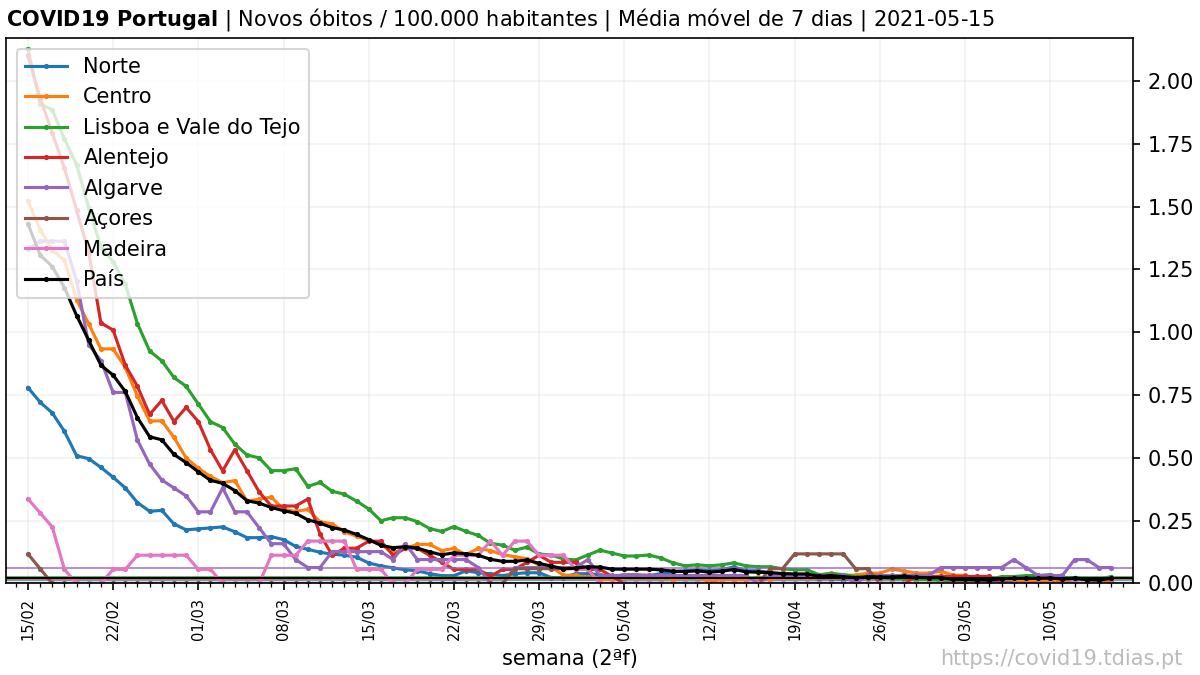 COVID19 Portugal | Novos óbitos / 100.000 habitantes | Média móvel de 7 dias | 2021-05-15
Norte
Centro
Lisboa e Vale do Tejo
Alentejo
Algarve
Açores
Madeira
País
2.00
1.75
1.50
1.25
1.00
0.75
0.50
0.25
0.00
15/02
22/02
01/03
08/03
15/03
22/03
29/03
05/04
12/04
19/04
26/04
03/05
10/05
semana (2ªf)
https://covid19.tdias.pt